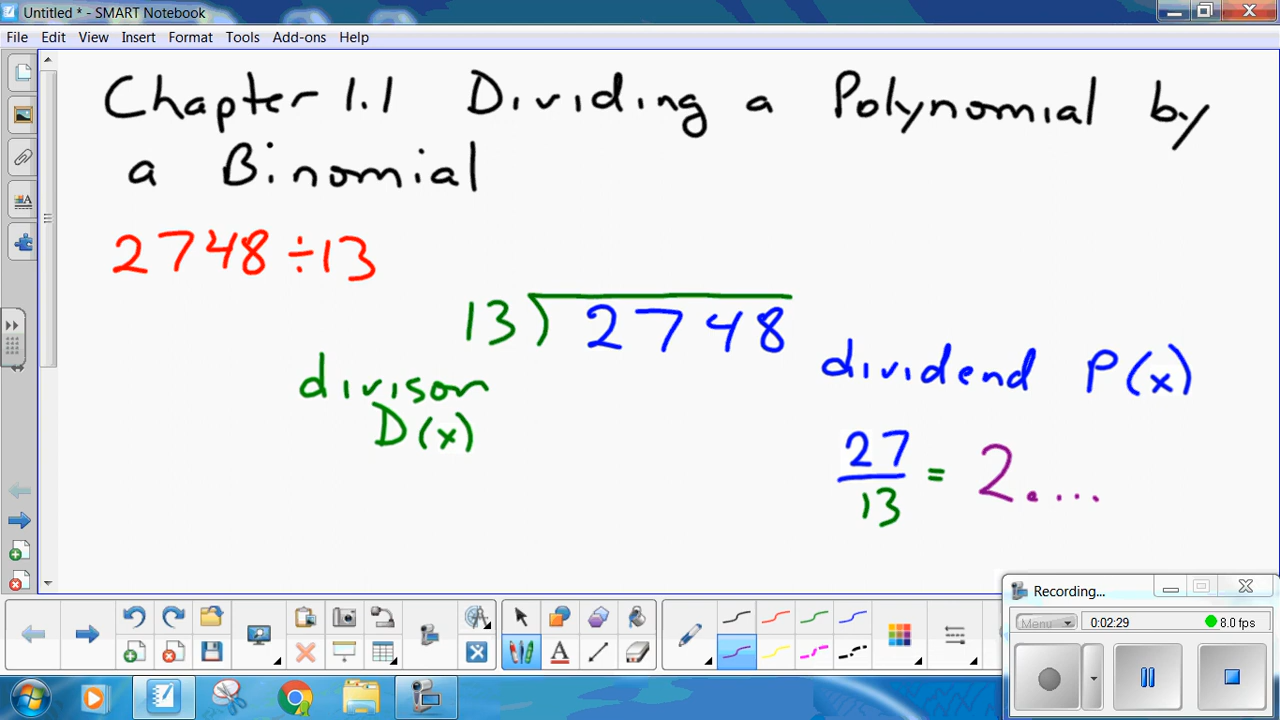 Untitled * - SMART Notebook
File Edit View Insert Format Tools Add-ons Help
Chapter 1.1 Dividing a Polynomial by
a Binomial
2748 ÷ 13
13 ) 2748
divison
D(x)
dividend P(x)
27
13
= 2....
Recording...
Menu 0:02:29 8.0 fps